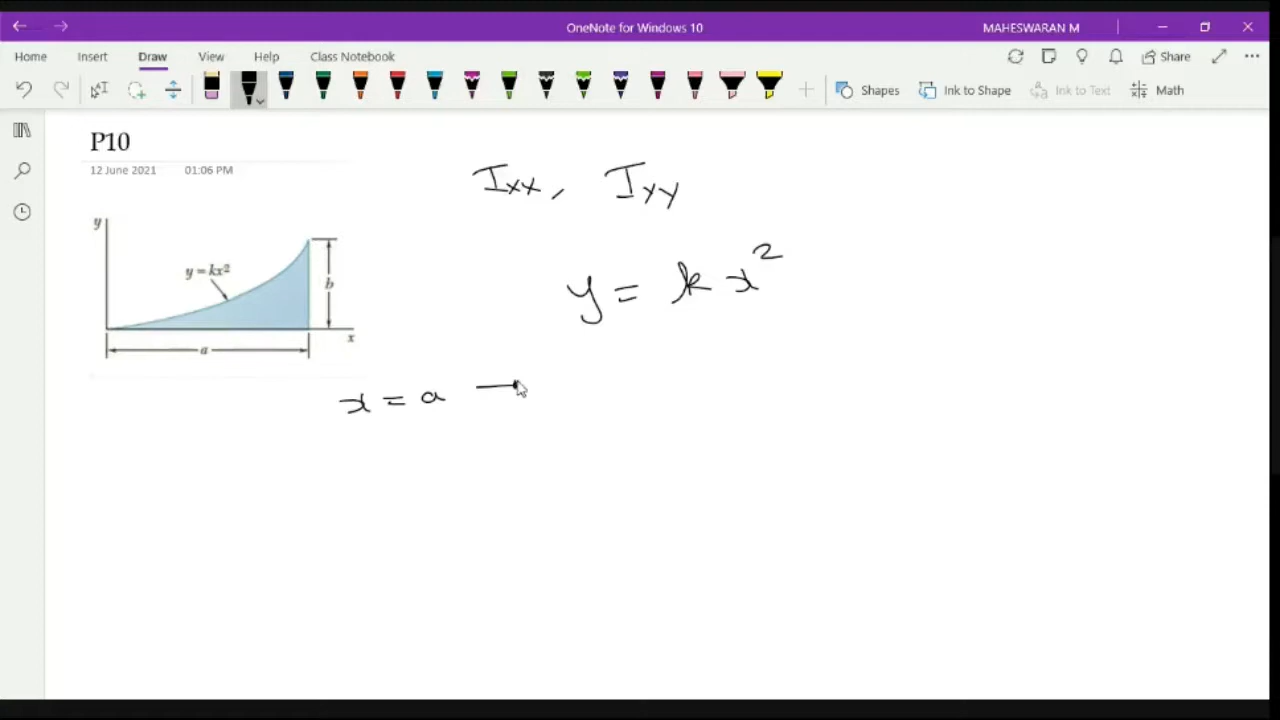 OneNote for Windows 10
MAHESWARAN M
Home Insert Draw View Help Class Notebook
Share
Shapes Ink to Shape Ink to Text Math
P10
12 June 2021 01:06 PM
Ixx, Iyy
y
y = kx²
b
x
a
y = kx²
x = a